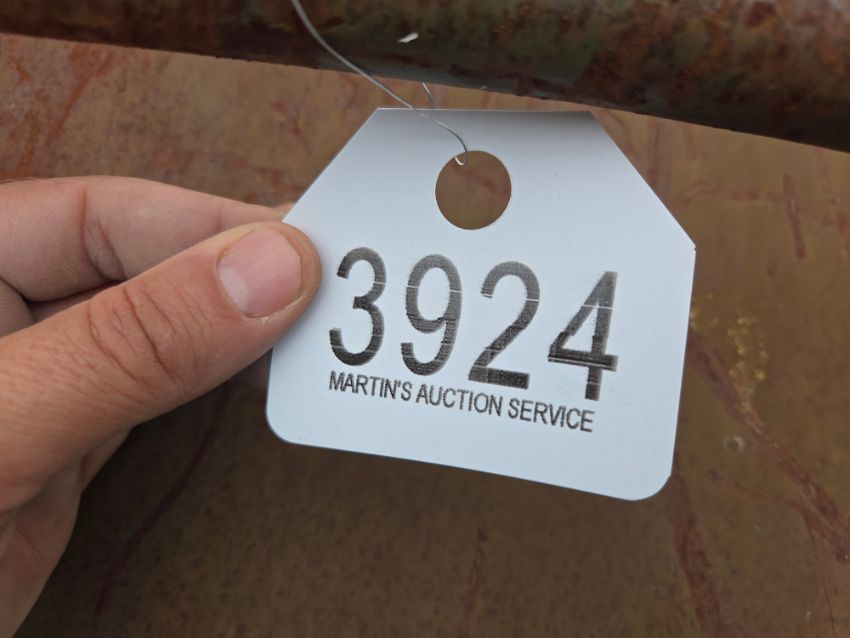 3924
MARTIN'S AUCTION SERVICE